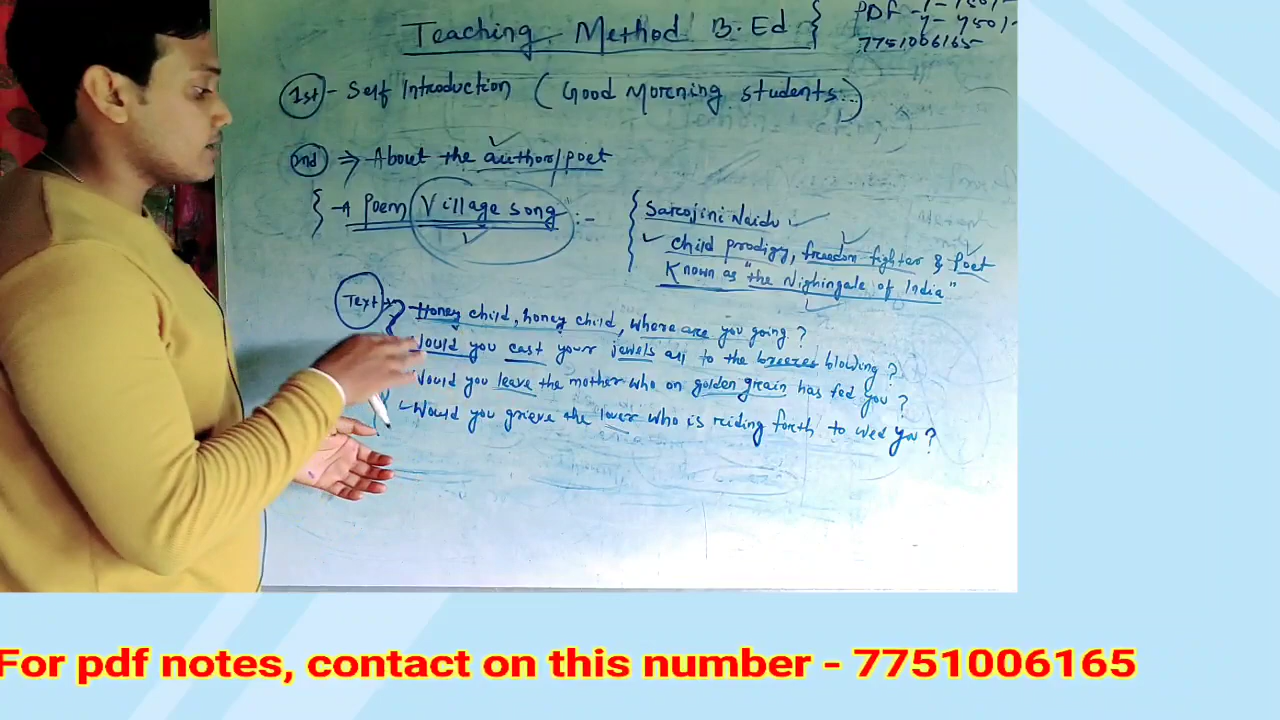 Teaching Method B.Ed }
PDF -
7751006165
1st - Self Introduction ( Good Morning students...)
2nd => About the author/poet
{ -> Poem Village song :-
{ Sarojini Naidu :-
child prodigy, freedom fighter & Poet
Known as "the Nighingale of India"
Text -> { Honey child, honey child, where are you going ?
Would you cast your jewels all to the breezes blowing ?
Would you leave the mother who on golden grain has fed you ?
Would you grieve the lover who is reiding forth to wed you ?
For pdf notes, contact on this number - 7751006165